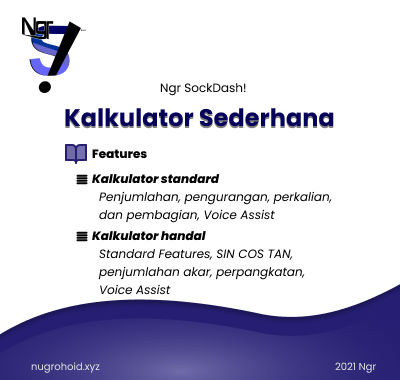 Ngr
Ngr SockDash!
Kalkulator Sederhana
Features
Kalkulator standard
Penjumlahan, pengurangan, perkalian,
dan pembagian, Voice Assist
Kalkulator handal
Standard Features, SIN COS TAN,
penjumlahan akar, perpangkatan,
Voice Assist
nugrohoid.xyz
2021 Ngr